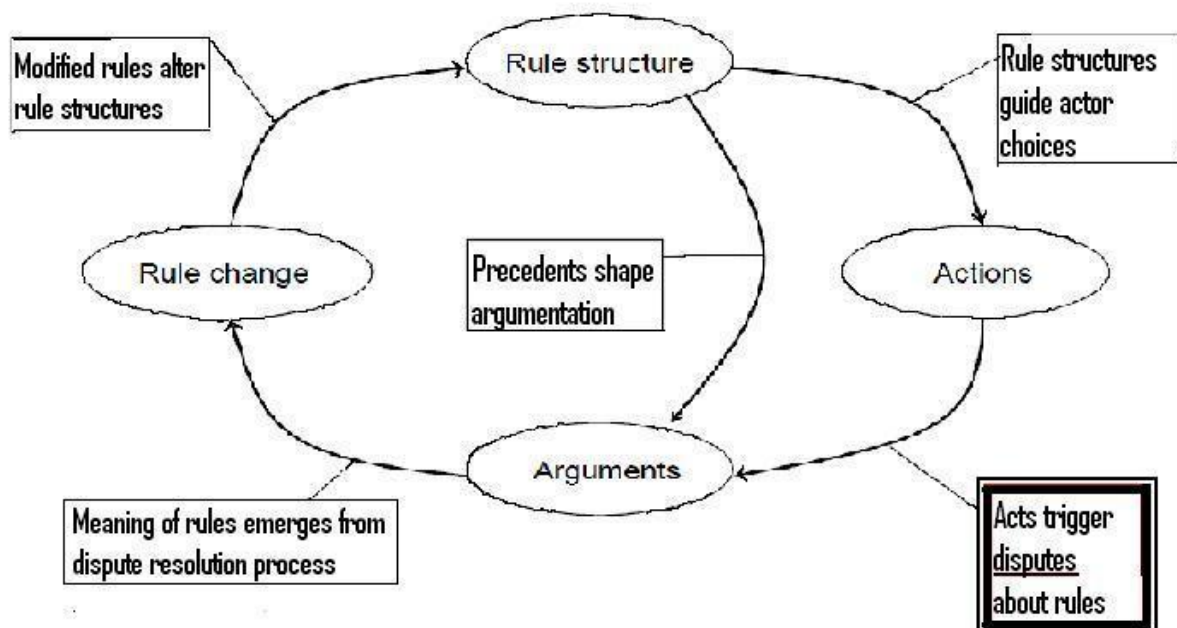 Rule structure
Modified rules alter
rule structures
Rule structures
guide actor
choices
Rule change
Precedents shape
argumentation
Actions
Arguments
Meaning of rules emerges from
dispute resolution process
Acts trigger
disputes
about rules